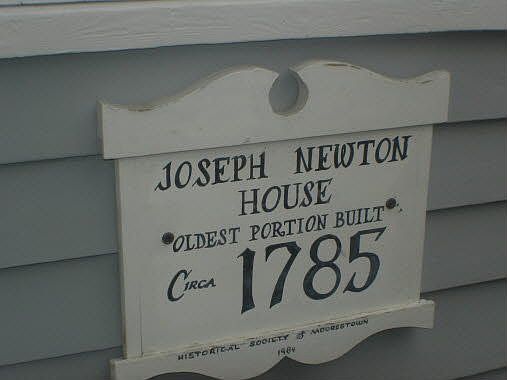 JOSEPH NEWTON
HOUSE
OLDEST PORTION BUILT
CIRCA 1785
HISTORICAL SOCIETY of MOORESTOWN
1984